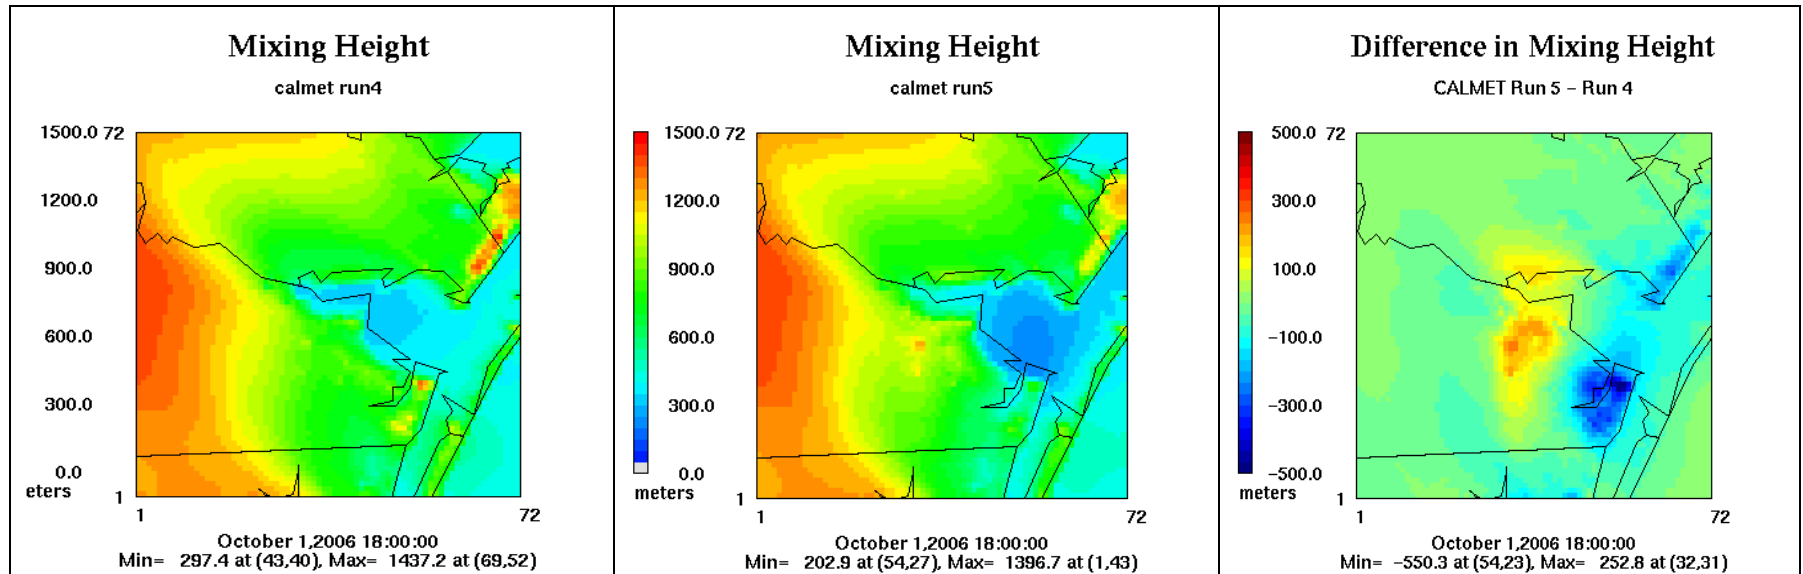 Mixing Height
calmet run4
1500.0 72
1200.0
900.0
600.0
300.0
0.0
eters
1
1 72
October 1,2006 18:00:00
Min= 297.4 at (43,40), Max= 1437.2 at (69,52)
Mixing Height
calmet run5
1500.0 72
1200.0
900.0
600.0
300.0
0.0
meters
1
1 72
October 1,2006 18:00:00
Min= 202.9 at (54,27), Max= 1396.7 at (1,43)
Difference in Mixing Height
CALMET Run 5 − Run 4
500.0 72
300.0
100.0
−100.0
−300.0
−500.0
meters
1
1 72
October 1,2006 18:00:00
Min= −550.3 at (54,23), Max= 252.8 at (32,31)